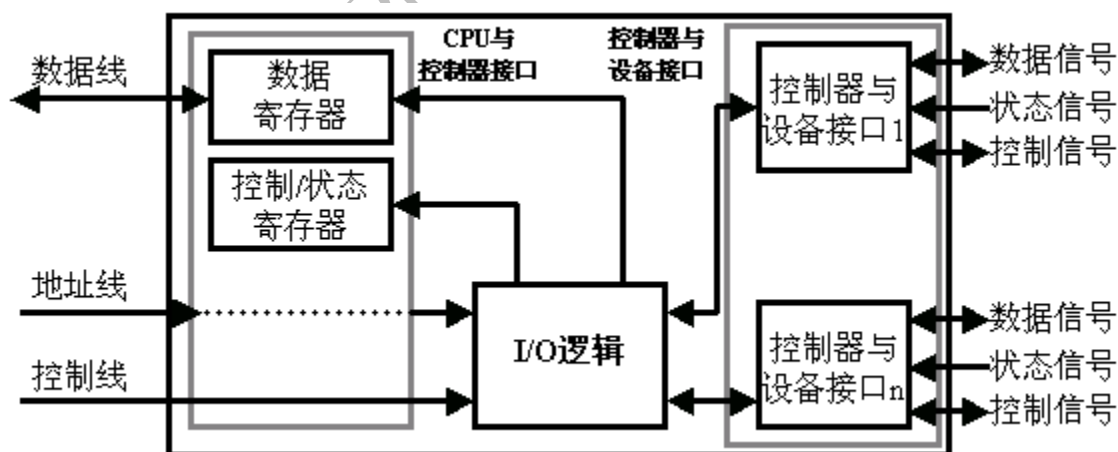 CPU与
控制器接口
控制器与
设备接口
数据线
数据
寄存器
控制/状态
寄存器
地址线
控制线
I/O逻辑
控制器与
设备接口1
数据信号
状态信号
控制信号
控制器与
设备接口n
数据信号
状态信号
控制信号